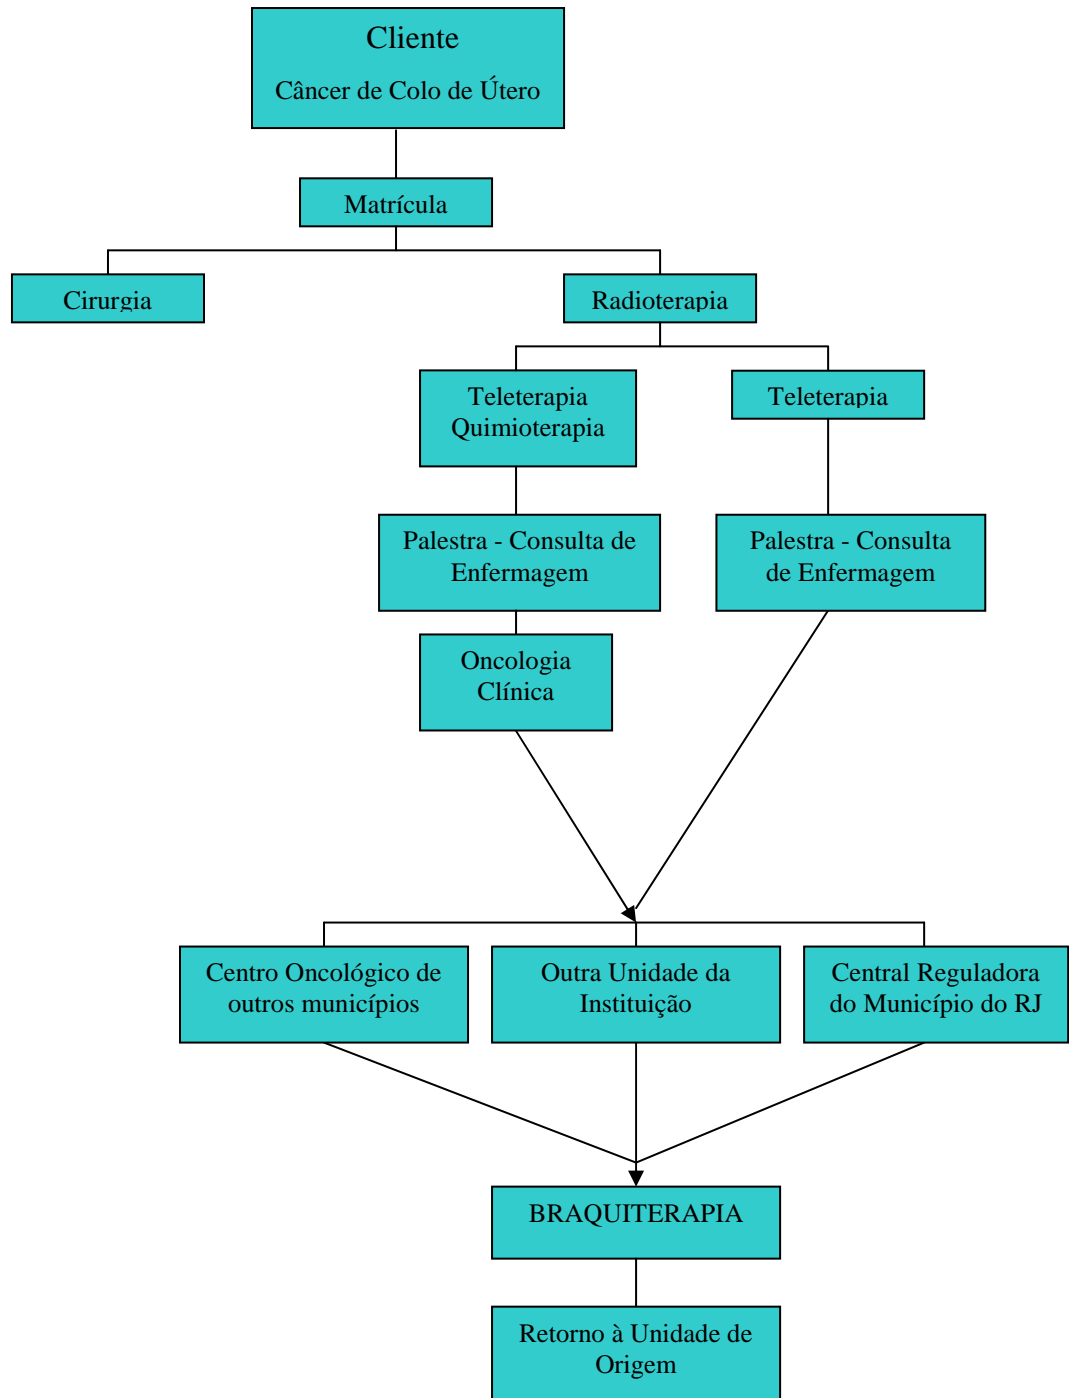 Cliente
Câncer de Colo de Útero
Matrícula
Cirurgia
Radioterapia
Teleterapia
Quimioterapia
Teleterapia
Palestra - Consulta de
Enfermagem
Palestra - Consulta
de Enfermagem
Oncologia
Clínica
Centro Oncológico de
outros municípios
Outra Unidade da
Instituição
Central Reguladora
do Município do RJ
BRAQUITERAPIA
Retorno à Unidade de
Origem